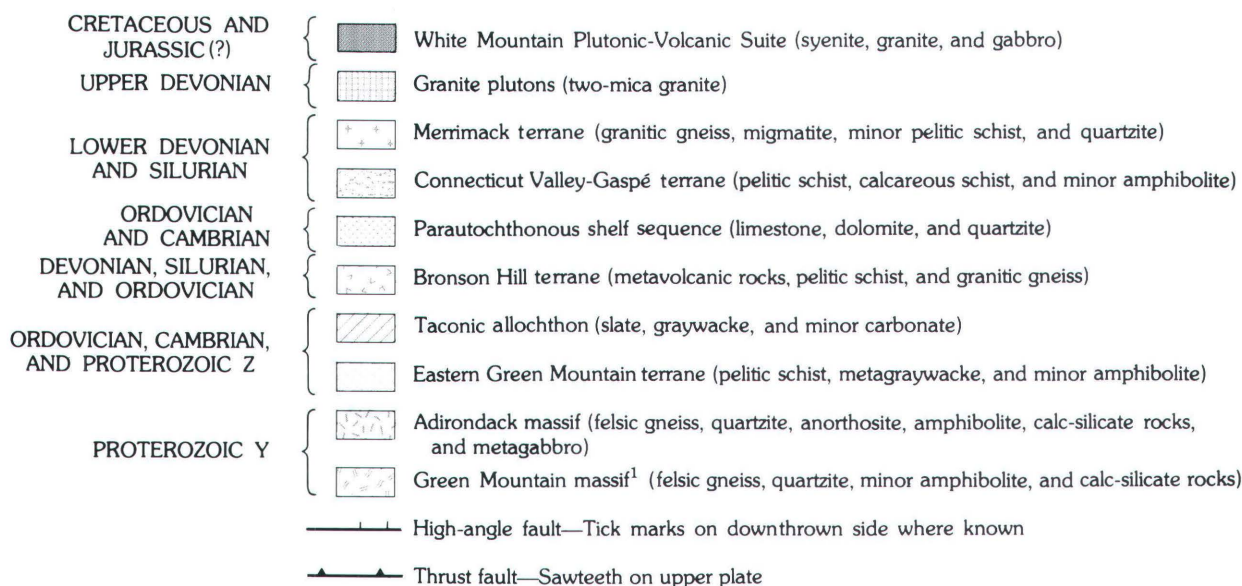 CRETACEOUS AND
JURASSIC (?)
White Mountain Plutonic-Volcanic Suite (syenite, granite, and gabbro)
UPPER DEVONIAN
Granite plutons (two-mica granite)
LOWER DEVONIAN
AND SILURIAN
Merrimack terrane (granitic gneiss, migmatite, minor pelitic schist, and quartzite)
Connecticut Valley-Gaspé terrane (pelitic schist, calcareous schist, and minor amphibolite)
ORDOVICIAN
AND CAMBRIAN
Parautochthonous shelf sequence (limestone, dolomite, and quartzite)
DEVONIAN, SILURIAN,
AND ORDOVICIAN
Bronson Hill terrane (metavolcanic rocks, pelitic schist, and granitic gneiss)
ORDOVICIAN, CAMBRIAN,
AND PROTEROZOIC Z
Taconic allochthon (slate, graywacke, and minor carbonate)
Eastern Green Mountain terrane (pelitic schist, metagraywacke, and minor amphibolite)
PROTEROZOIC Y
Adirondack massif (felsic gneiss, quartzite, anorthosite, amphibolite, calc-silicate rocks,
and metagabbro)
Green Mountain massif¹ (felsic gneiss, quartzite, minor amphibolite, and calc-silicate rocks)
High-angle fault—Tick marks on downthrown side where known
Thrust fault—Sawteeth on upper plate